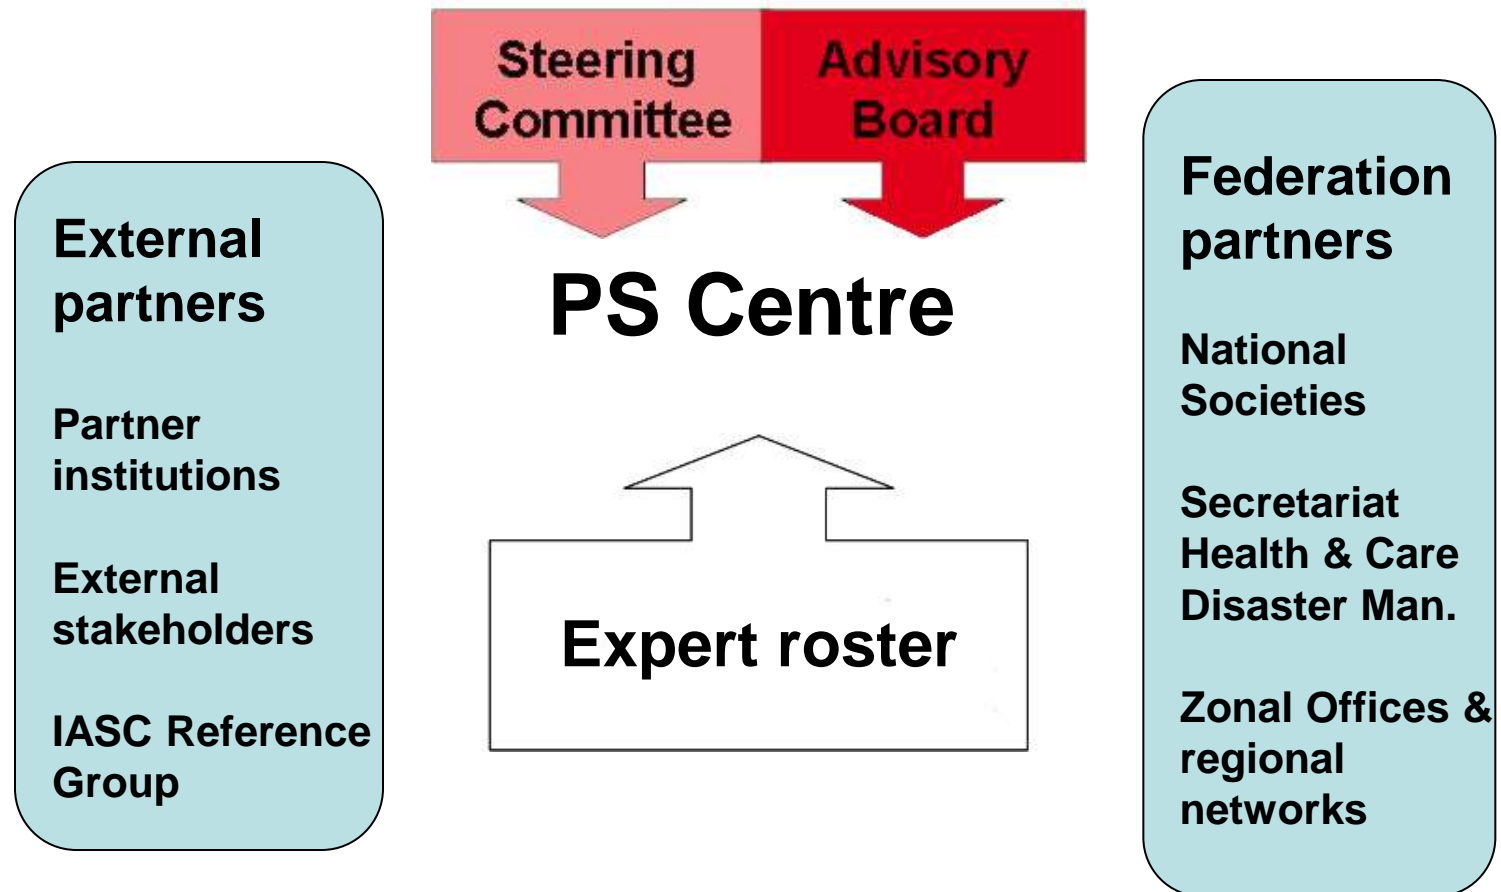 Steering
Committee
Advisory
Board
External
partners
Partner
institutions
External
stakeholders
IASC Reference
Group
PS Centre
Expert roster
Federation
partners
National
Societies
Secretariat
Health & Care
Disaster Man.
Zonal Offices &
regional
networks